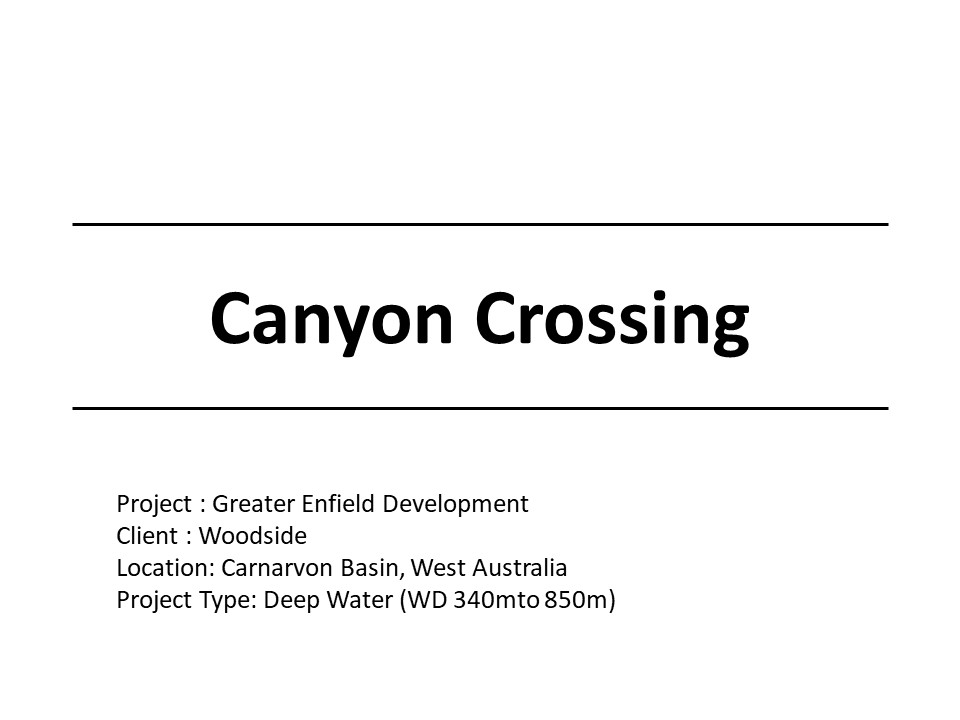 Canyon Crossing
Project : Greater Enfield Development
Client : Woodside
Location: Carnarvon Basin, West Australia
Project Type: Deep Water (WD 340mto 850m)